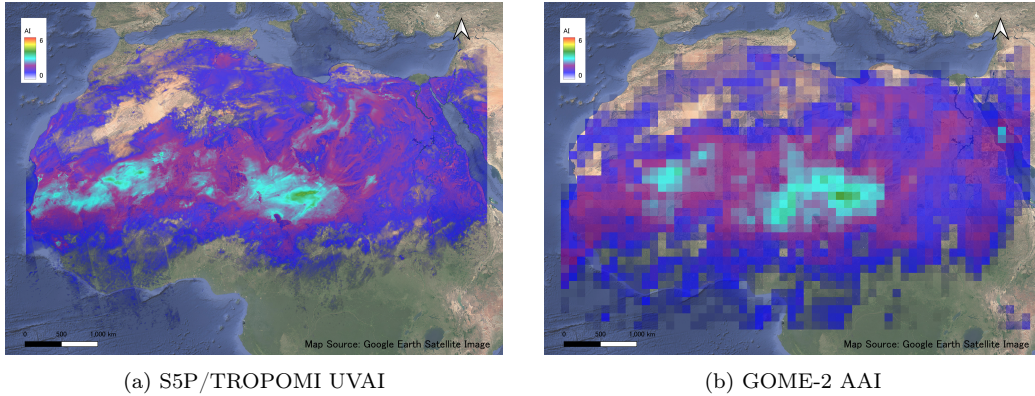 AI
6
0
0 500 1,000 km
Map Source: Google Earth Satellite Image
(a) S5P/TROPOMI UVAI
AI
6
0
0 500 1,000 km
Map Source: Google Earth Satellite Image
(b) GOME-2 AAI